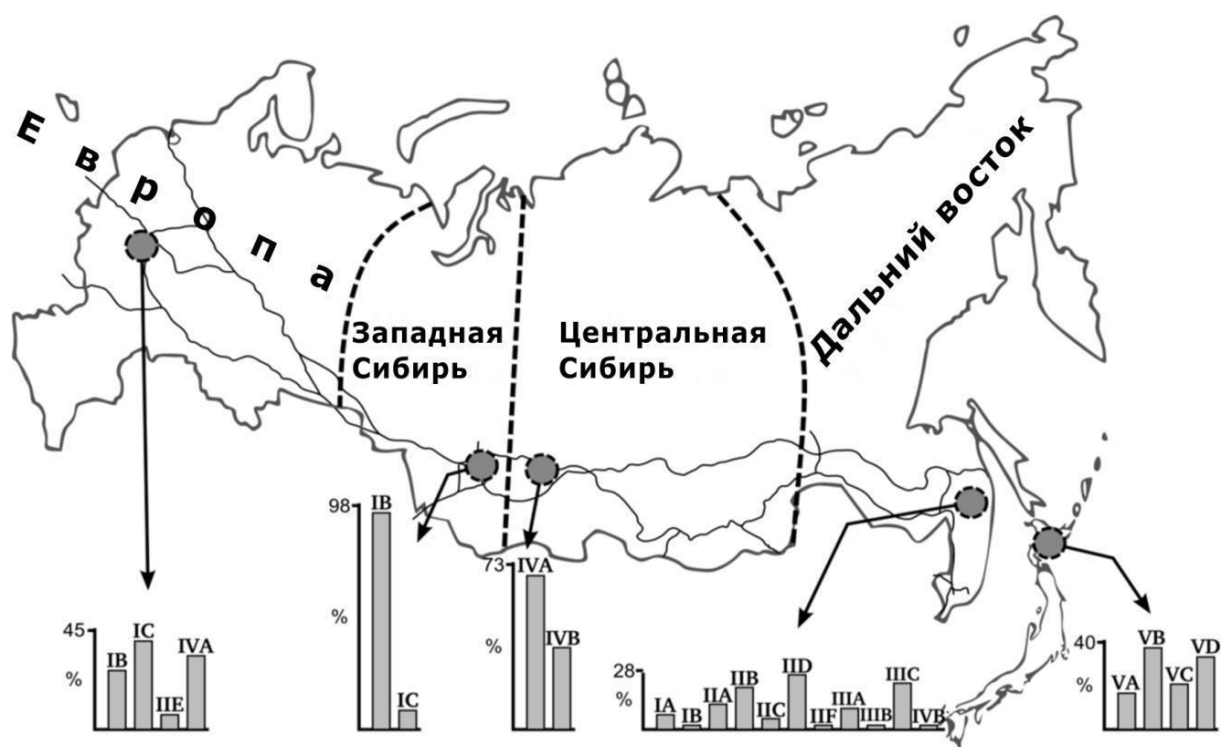 Европа
Западная
Сибирь
Центральная
Сибирь
Дальний восток
45
%
IB
IC
IIE
IVA
98
%
IB
IC
73
%
IVA
IVB
28
%
IA
IB
IIA
IIB
IIC
IID
IIF
IIIA
IIIB
IIIC
IVB
40
%
VA
VB
VC
VD